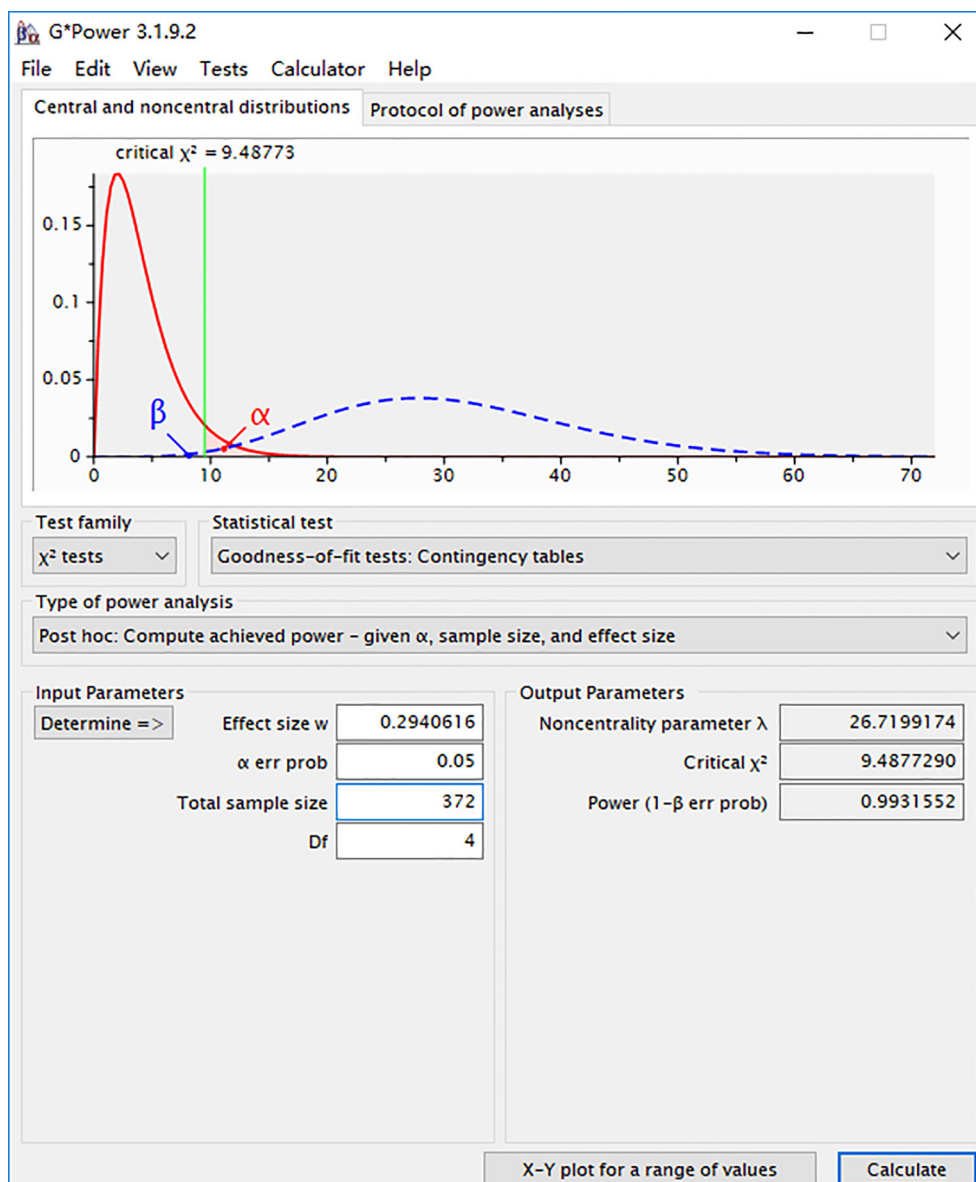 G*Power 3.1.9.2
File Edit View Tests Calculator Help
Central and noncentral distributions Protocol of power analyses
critical χ² = 9.48773
0.15
0.1
0.05
β α
0
0 10 20 30 40 50 60 70
Test family Statistical test
χ² tests Goodness-of-fit tests: Contingency tables
Type of power analysis
Post hoc: Compute achieved power - given α, sample size, and effect size
Input Parameters Output Parameters
Determine => Effect size w 0.2940616 Noncentrality parameter λ 26.7199174
α err prob 0.05 Critical χ² 9.4877290
Total sample size 372 Power (1-β err prob) 0.9931552
Df 4
X-Y plot for a range of values Calculate